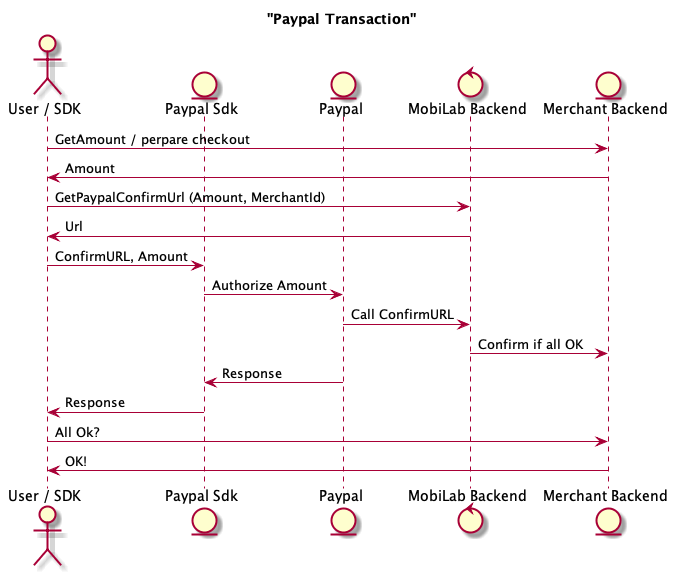 "Paypal Transaction"
User / SDK Paypal Sdk Paypal MobiLab Backend Merchant Backend
GetAmount / perpare checkout
Amount
GetPaypalConfirmUrl (Amount, MerchantId)
Url
ConfirmURL, Amount
Authorize Amount
Call ConfirmURL
Confirm if all OK
Response
Response
All Ok?
OK!
User / SDK Paypal Sdk Paypal MobiLab Backend Merchant Backend